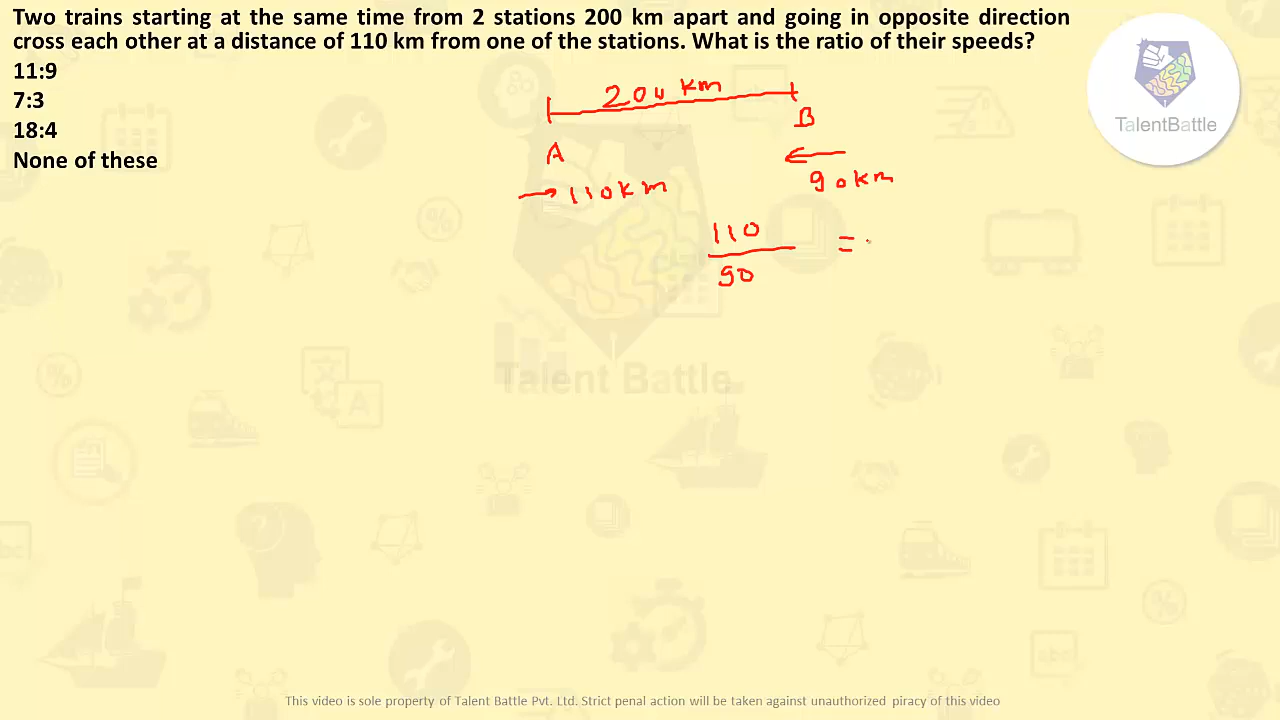 Two trains starting at the same time from 2 stations 200 km apart and going in opposite direction
cross each other at a distance of 110 km from one of the stations. What is the ratio of their speeds?
11:9
7:3
18:4
None of these
200 km
A
B
110km
90km
110
90
=
TalentBattle
Talent Battle
This video is sole property of Talent Battle Pvt. Ltd. Strict penal action will be taken against unauthorized piracy of this video